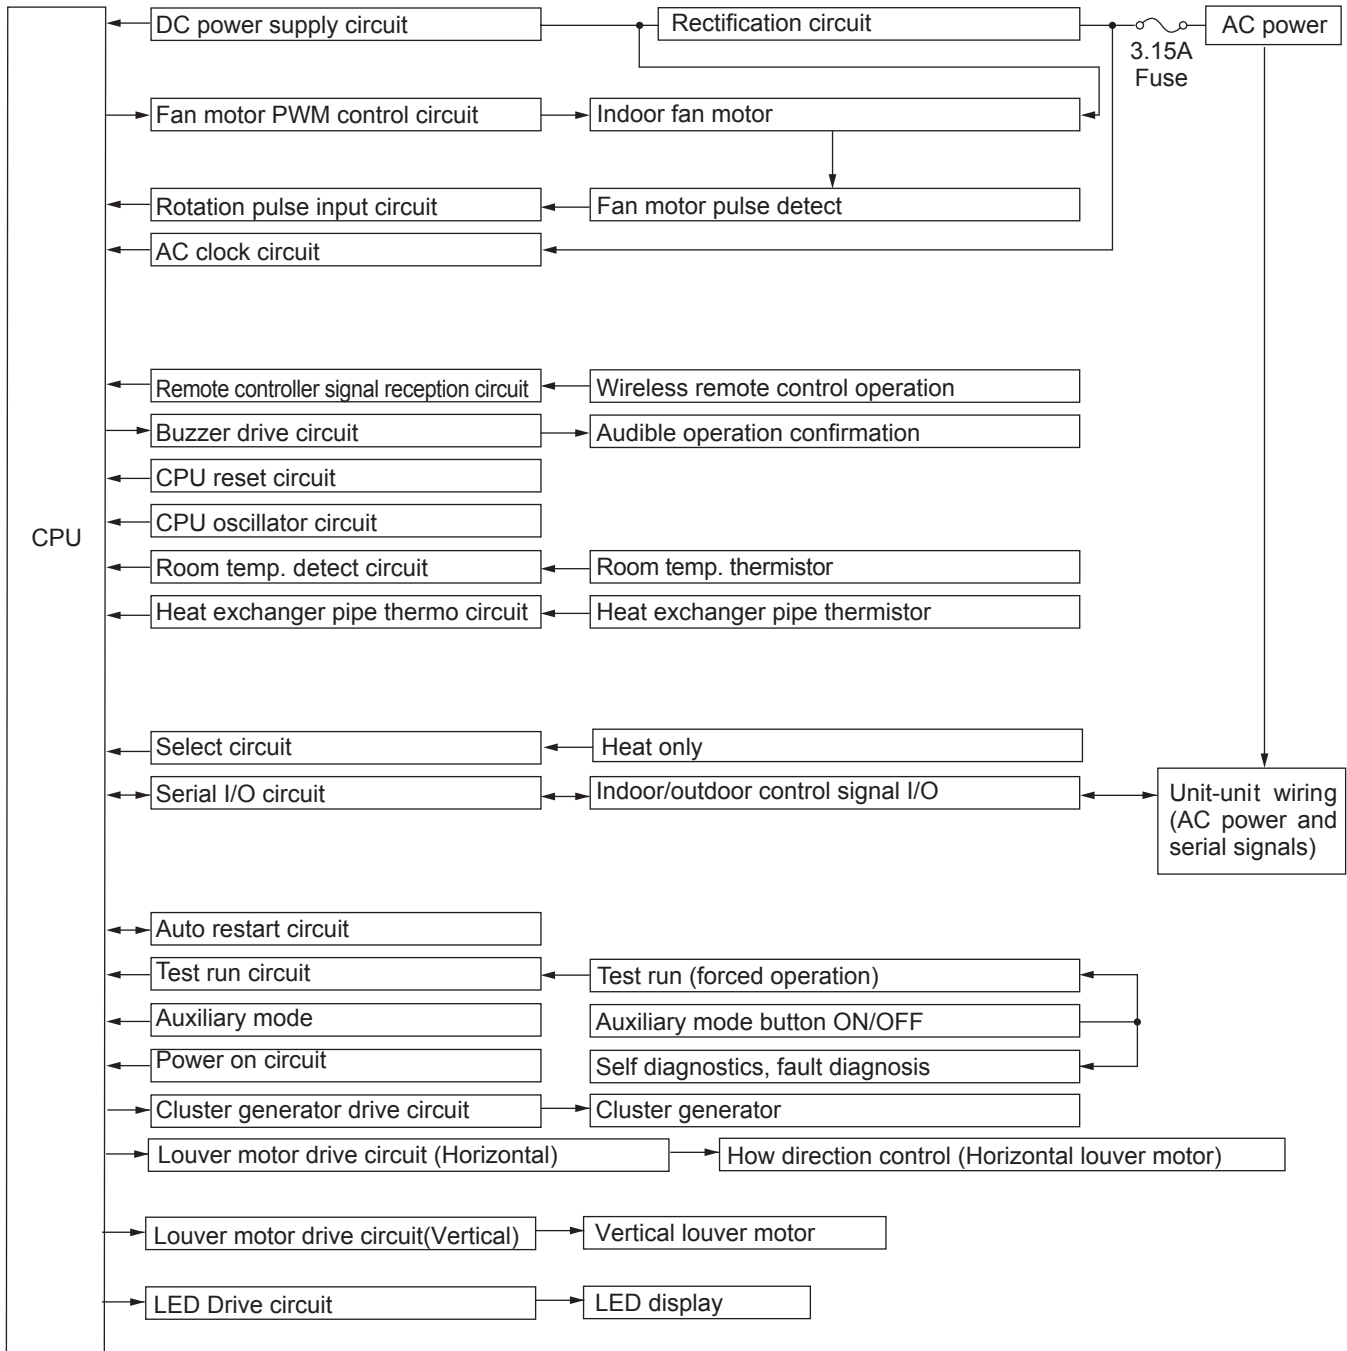 DC power supply circuit
Rectification circuit
AC power
3.15A
Fuse
Fan motor PWM control circuit
Indoor fan motor
Rotation pulse input circuit
Fan motor pulse detect
AC clock circuit
Remote controller signal reception circuit
Wireless remote control operation
Buzzer drive circuit
Audible operation confirmation
CPU reset circuit
CPU oscillator circuit
CPU
Room temp. detect circuit
Room temp. thermistor
Heat exchanger pipe thermo circuit
Heat exchanger pipe thermistor
Select circuit
Heat only
Serial I/O circuit
Indoor/outdoor control signal I/O
Unit-unit wiring
(AC power and
serial signals)
Auto restart circuit
Test run circuit
Test run (forced operation)
Auxiliary mode
Auxiliary mode button ON/OFF
Power on circuit
Self diagnostics, fault diagnosis
Cluster generator drive circuit
Cluster generator
Louver motor drive circuit (Horizontal)
How direction control (Horizontal louver motor)
Louver motor drive circuit(Vertical)
Vertical louver motor
LED Drive circuit
LED display